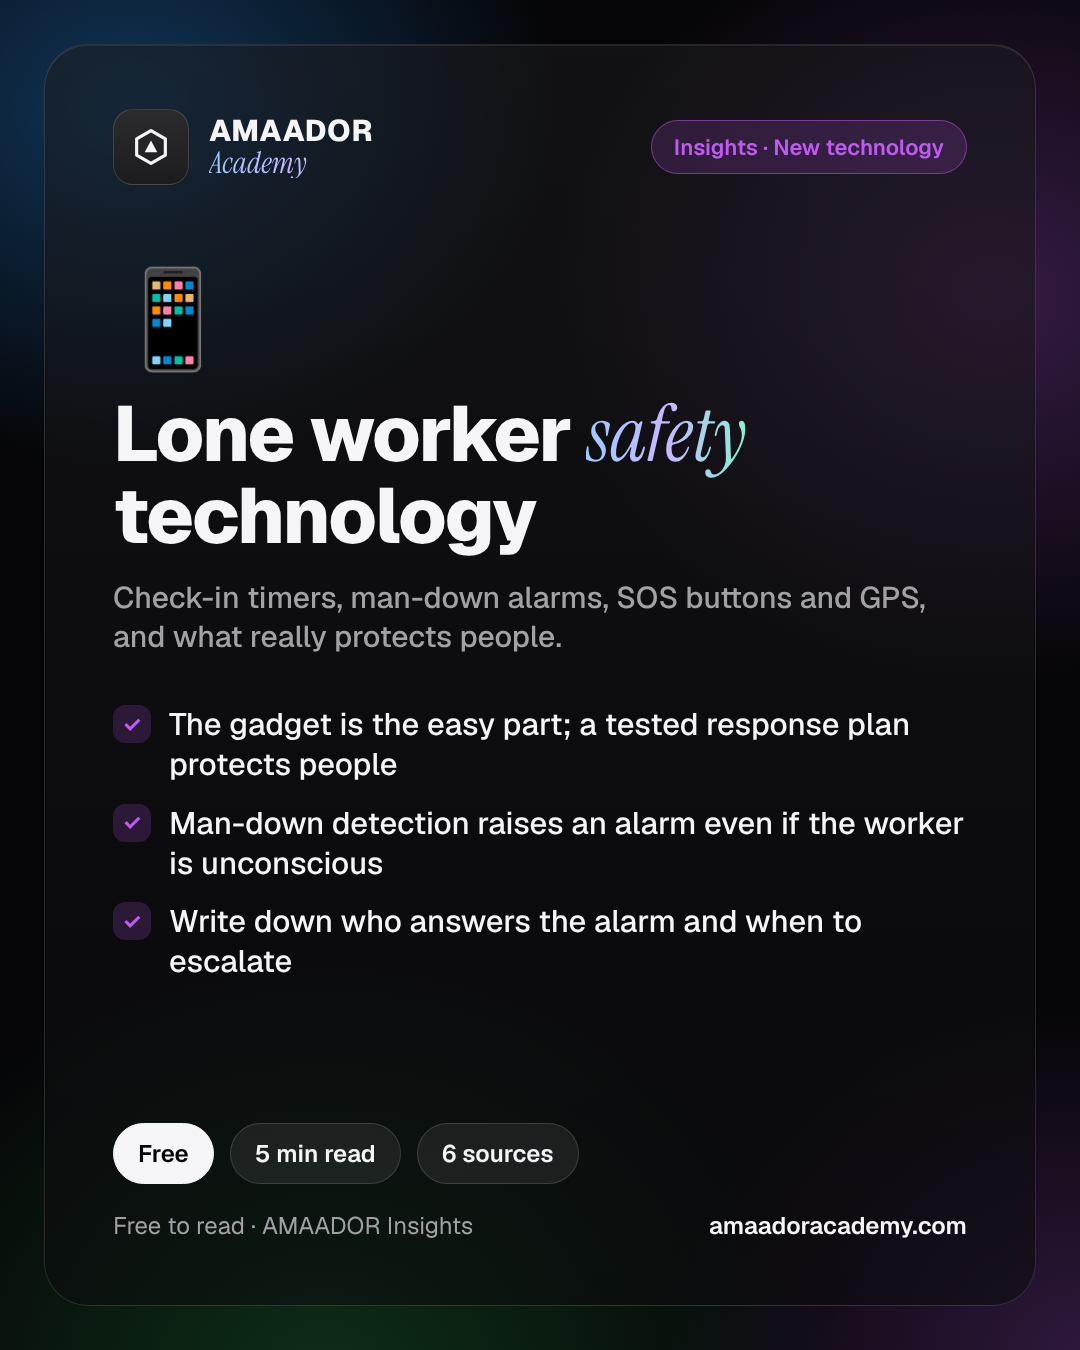 AMAADOR
Academy
Insights · New technology
Lone worker safety
technology
Check-in timers, man-down alarms, SOS buttons and GPS,
and what really protects people.
The gadget is the easy part; a tested response plan
protects people
Man-down detection raises an alarm even if the worker
is unconscious
Write down who answers the alarm and when to
escalate
Free
5 min read
6 sources
Free to read · AMAADOR Insights
amaadoracademy.com